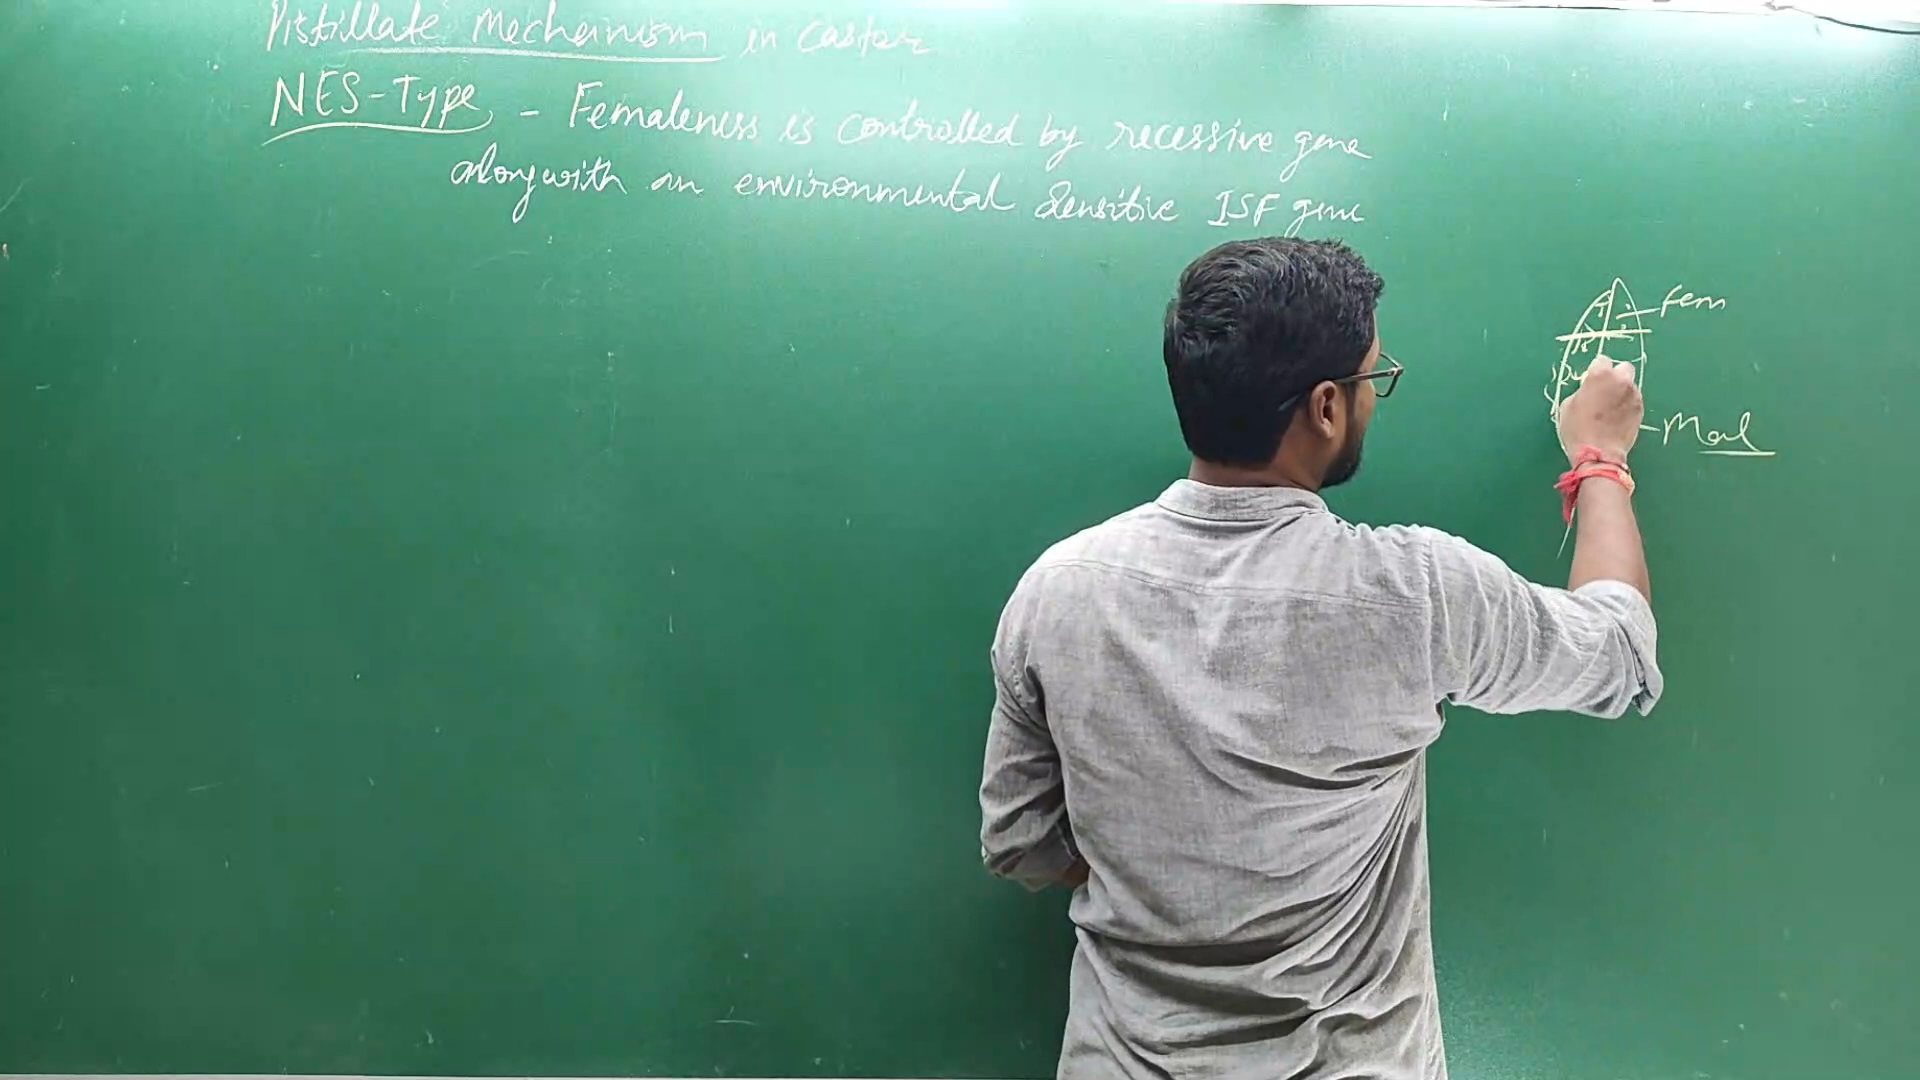 Pistillate Mechanism in castor
NES-Type - Femaleness is controlled by recessive gene
alongwith an environmental sensitive ISF gene
Fem
Mal